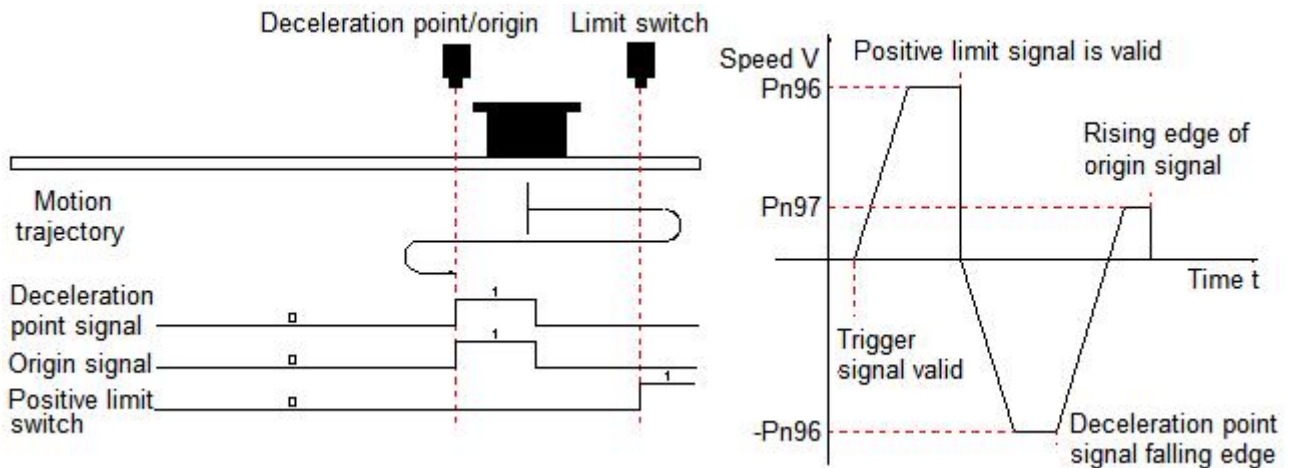 Deceleration point/origin
Limit switch
Motion
trajectory
Deceleration
point signal
0
1
Origin signal
0
1
Positive limit
switch
0
1
Speed V
Positive limit signal is valid
Pn96
Rising edge of
origin signal
Pn97
Time t
Trigger
signal valid
-Pn96
Deceleration point
signal falling edge